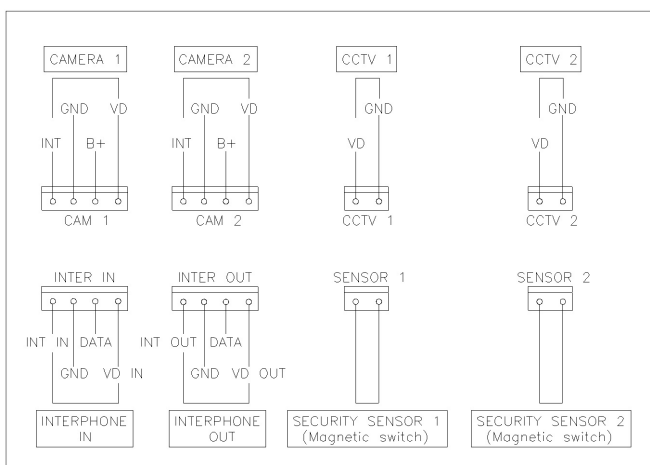 CAMERA 1
CAMERA 2
CCTV 1
CCTV 2
GND VD
GND VD
GND
GND
INT B+
INT B+
VD
VD
CAM 1
CAM 2
CCTV 1
CCTV 2
INTER IN
INTER OUT
SENSOR 1
SENSOR 2
INT IN DATA
INT OUT DATA
GND VD IN
GND VD OUT
INTERPHONE
IN
INTERPHONE
OUT
SECURITY SENSOR 1
(Magnetic switch)
SECURITY SENSOR 2
(Magnetic switch)